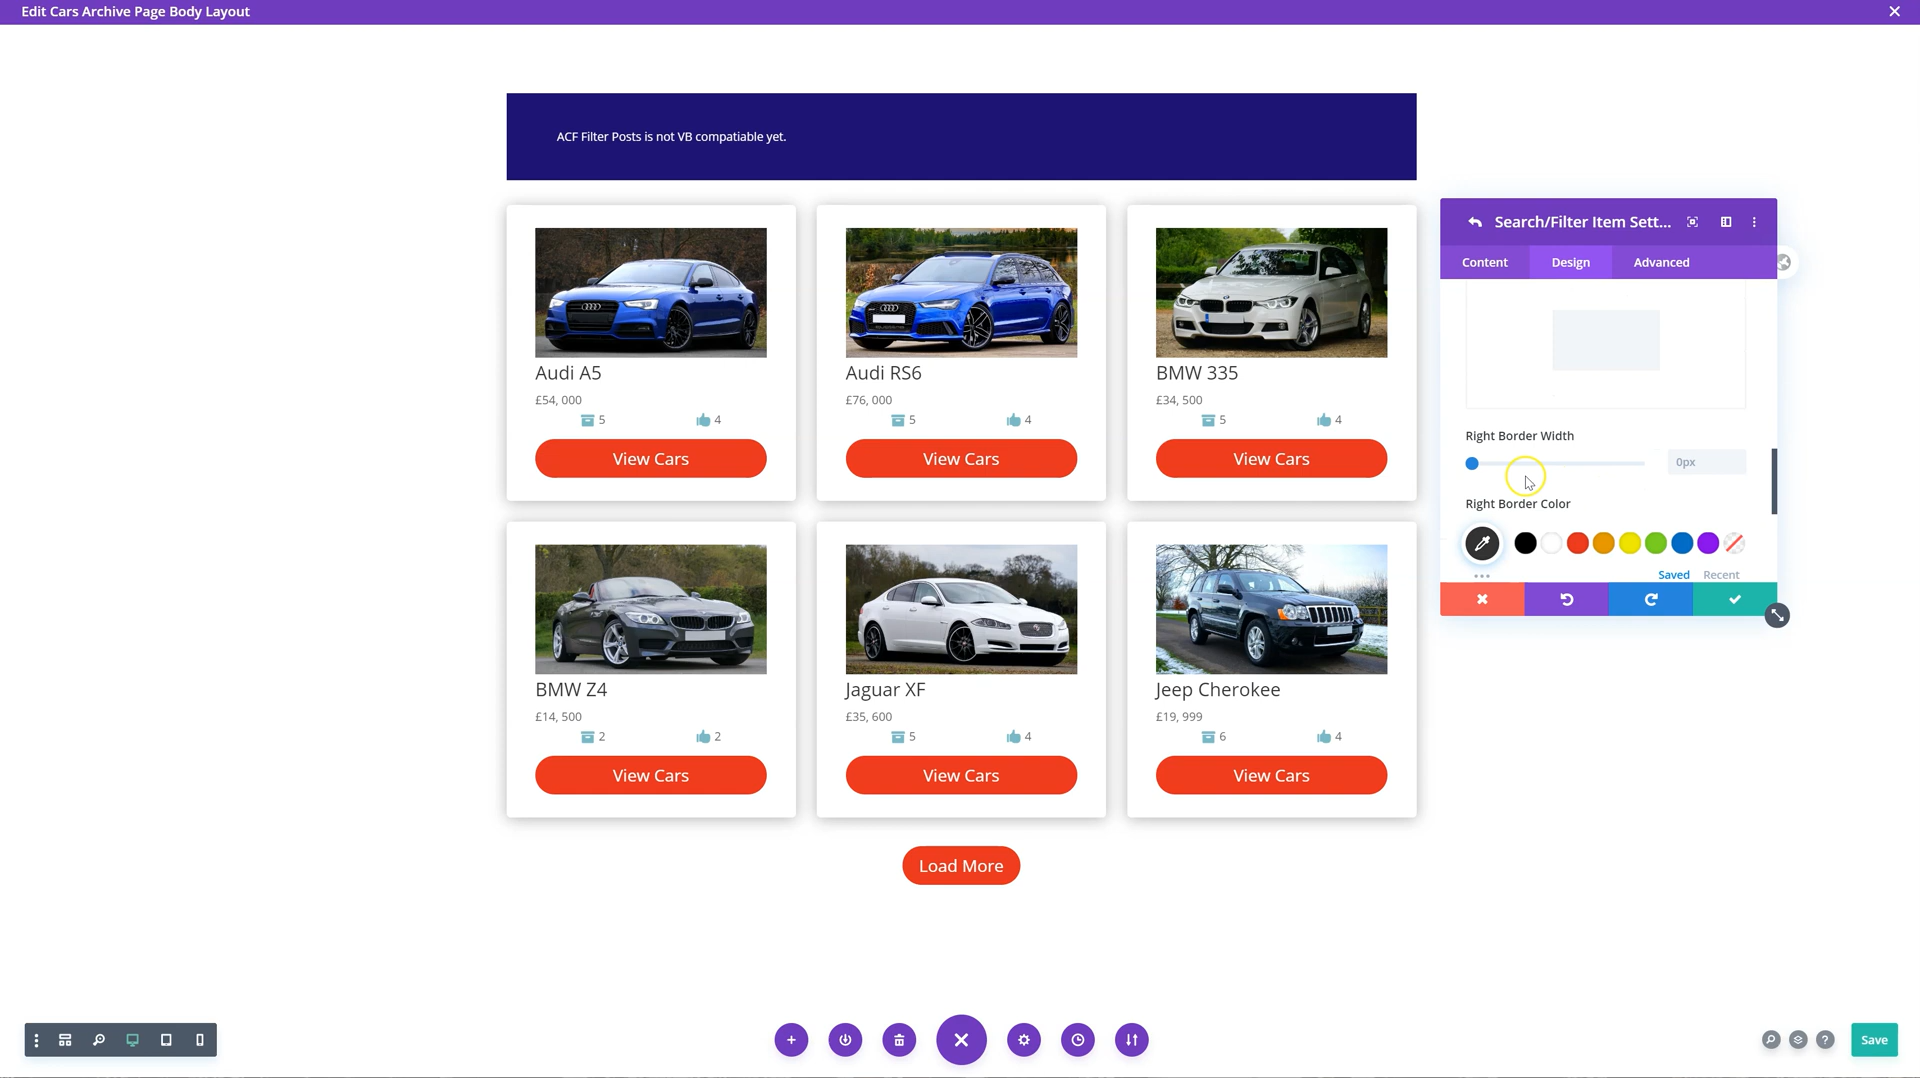 Edit Cars Archive Page Body Layout
ACF Filter Posts is not VB compatiable yet.
Audi A5
£54, 000
5
4
View Cars
Audi RS6
£76, 000
5
4
View Cars
BMW 335
£34, 500
5
4
View Cars
BMW Z4
£14, 500
2
2
View Cars
Jaguar XF
£35, 600
5
4
View Cars
Jeep Cherokee
£19, 999
6
4
View Cars
Load More
Search/Filter Item Sett...
Content Design Advanced
Right Border Width
0px
Right Border Color
Saved Recent
Save